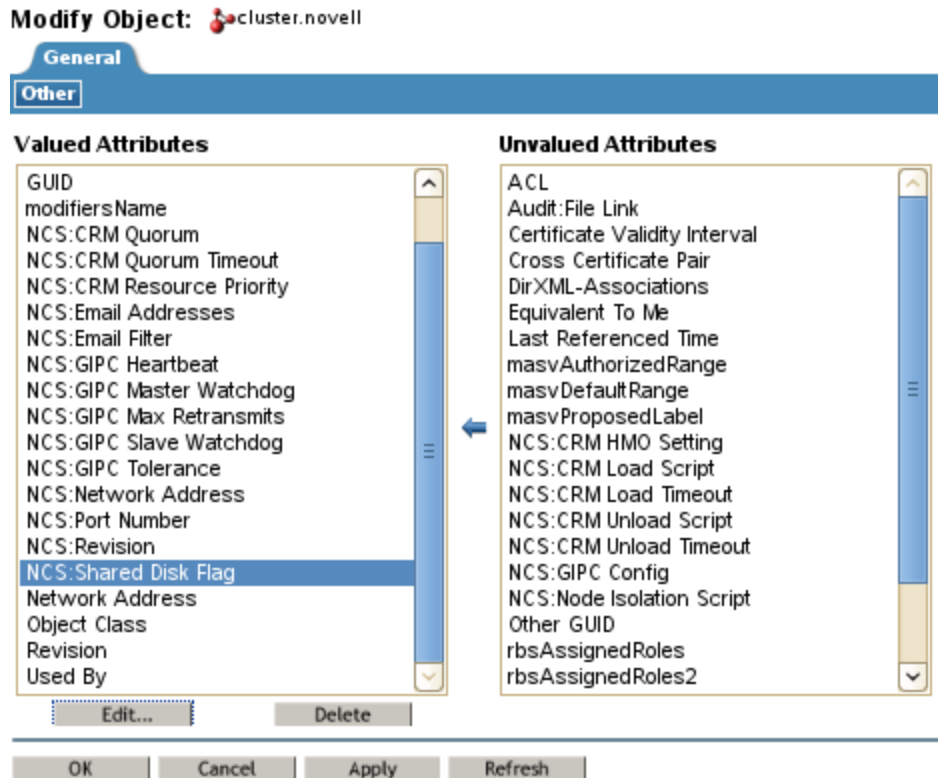 Modify Object: cluster.novell
General
Other
Valued Attributes
GUID
modifiersName
NCS:CRM Quorum
NCS:CRM Quorum Timeout
NCS:CRM Resource Priority
NCS:Email Addresses
NCS:Email Filter
NCS:GIPC Heartbeat
NCS:GIPC Master Watchdog
NCS:GIPC Max Retransmits
NCS:GIPC Slave Watchdog
NCS:GIPC Tolerance
NCS:Network Address
NCS:Port Number
NCS:Revision
NCS:Shared Disk Flag
Network Address
Object Class
Revision
Used By
Edit...
Delete
Unvalued Attributes
ACL
Audit:File Link
Certificate Validity Interval
Cross Certificate Pair
DirXML-Associations
Equivalent To Me
Last Referenced Time
masvAuthorizedRange
masvDefaultRange
masvProposedLabel
NCS:CRM HMO Setting
NCS:CRM Load Script
NCS:CRM Load Timeout
NCS:CRM Unload Script
NCS:CRM Unload Timeout
NCS:GIPC Config
NCS:Node Isolation Script
Other GUID
rbsAssignedRoles
rbsAssignedRoles2
OK
Cancel
Apply
Refresh